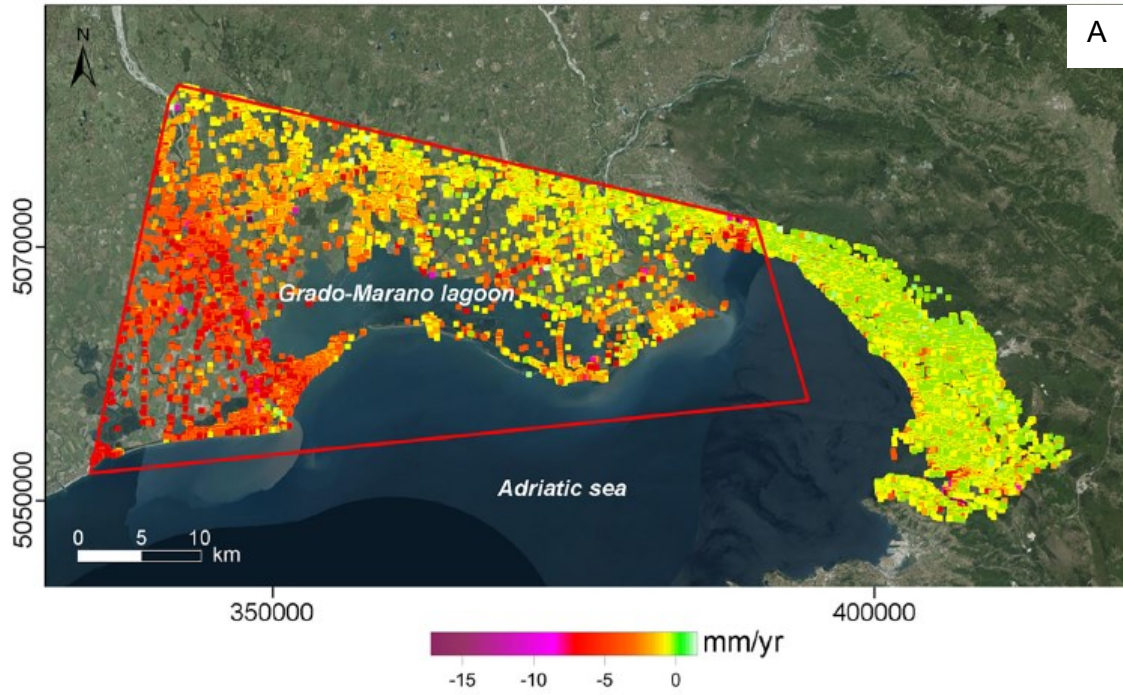 A
N
5070000
Grado-Marano lagoon
Adriatic sea
5050000
0 5 10
km
350000 400000
mm/yr
-15 -10 -5 0